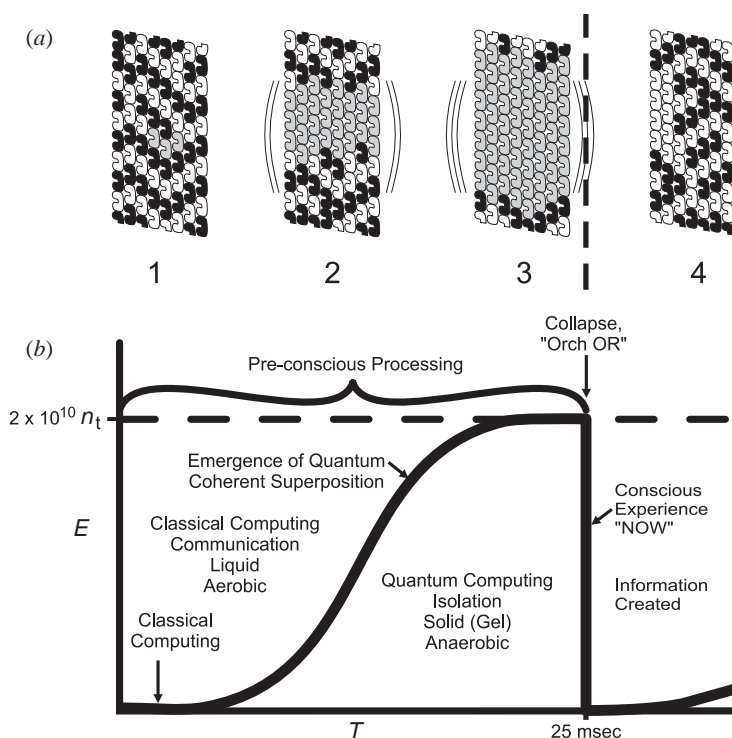 (a)
1 2 3 4
(b)
Collapse,
"Orch OR"
Pre-conscious Processing
2 x 10¹⁰ nₜ
Emergence of Quantum
Coherent Superposition
Conscious
Experience
"NOW"
E
Classical Computing
Communication
Liquid
Aerobic
Quantum Computing
Isolation
Solid (Gel)
Anaerobic
Information
Created
Classical
Computing
T
25 msec